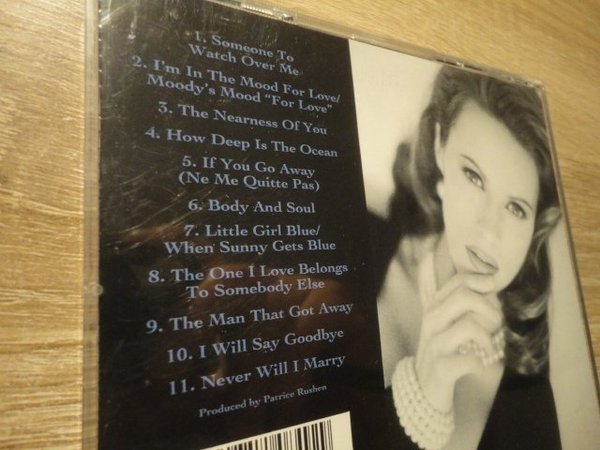 1. Someone To
Watch Over Me
2. I'm In The Mood For Love/
Moody's Mood "For Love"
3. The Nearness Of You
4. How Deep Is The Ocean
5. If You Go Away
(Ne Me Quitte Pas)
6. Body And Soul
7. Little Girl Blue/
When Sunny Gets Blue
8. The One I Love Belongs
To Somebody Else
9. The Man That Got Away
10. I Will Say Goodbye
11. Never Will I Marry
Produced by Patrice Rushen